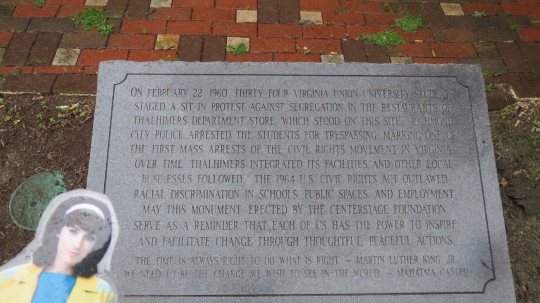 On February 22, 1960, thirty-four Virginia Union University students
staged a sit-in protest against segregation in the restaurants of
Thalhimers Department Store, which stood on this site. Richmond
City Police arrested the students for trespassing, marking one of
the first mass arrests of the Civil Rights Movement in Virginia.
Over time, Thalhimers integrated its facilities and other local
businesses followed. The 1964 U.S. Civil Rights Act outlawed
racial discrimination in schools, public spaces, and employment.
May this monument, erected by the CenterStage Foundation,
serve as a reminder that each of us has the power to inspire
and facilitate change through thoughtful, peaceful actions.
The time is always right to do what is right. – Martin Luther King Jr.
We need to be the change we wish to see in the world. – Mahatma Gandhi